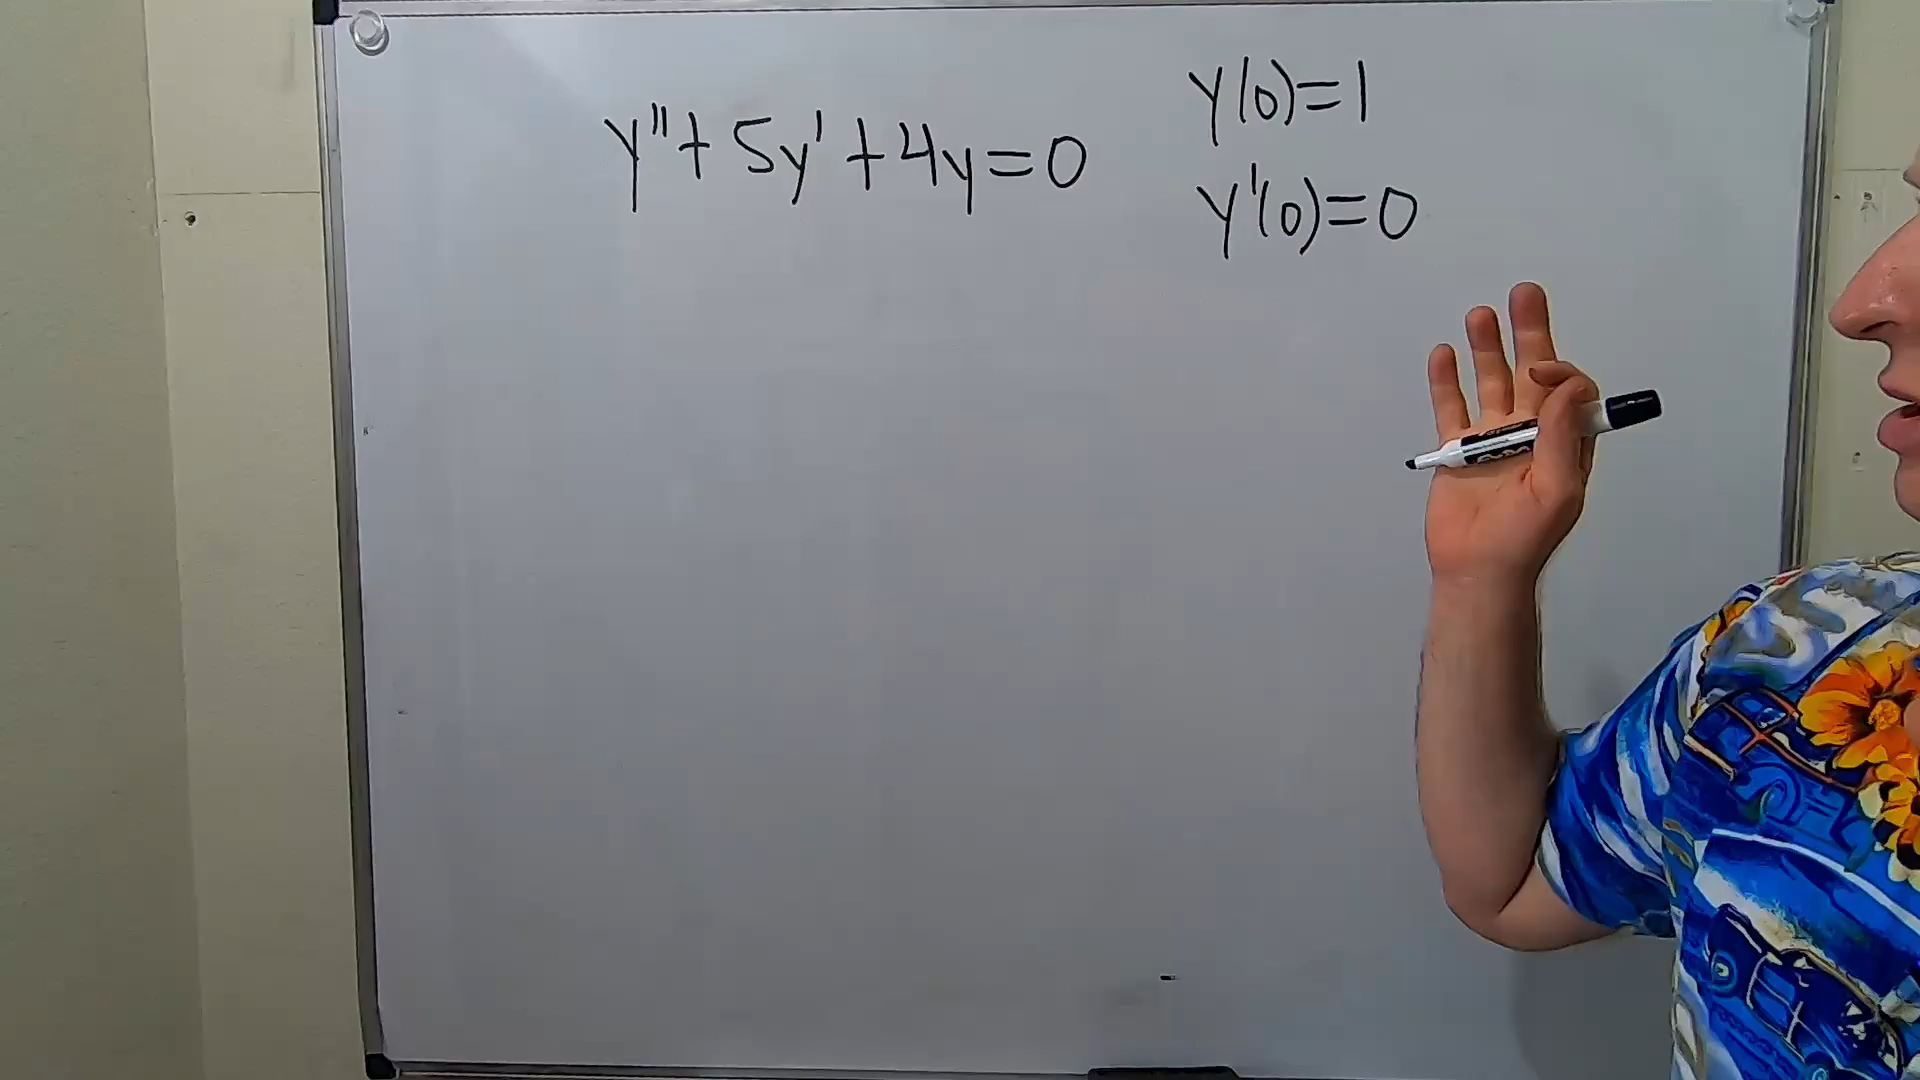 y'' + 5y' + 4y = 0
y(0) = 1
y'(0) = 0